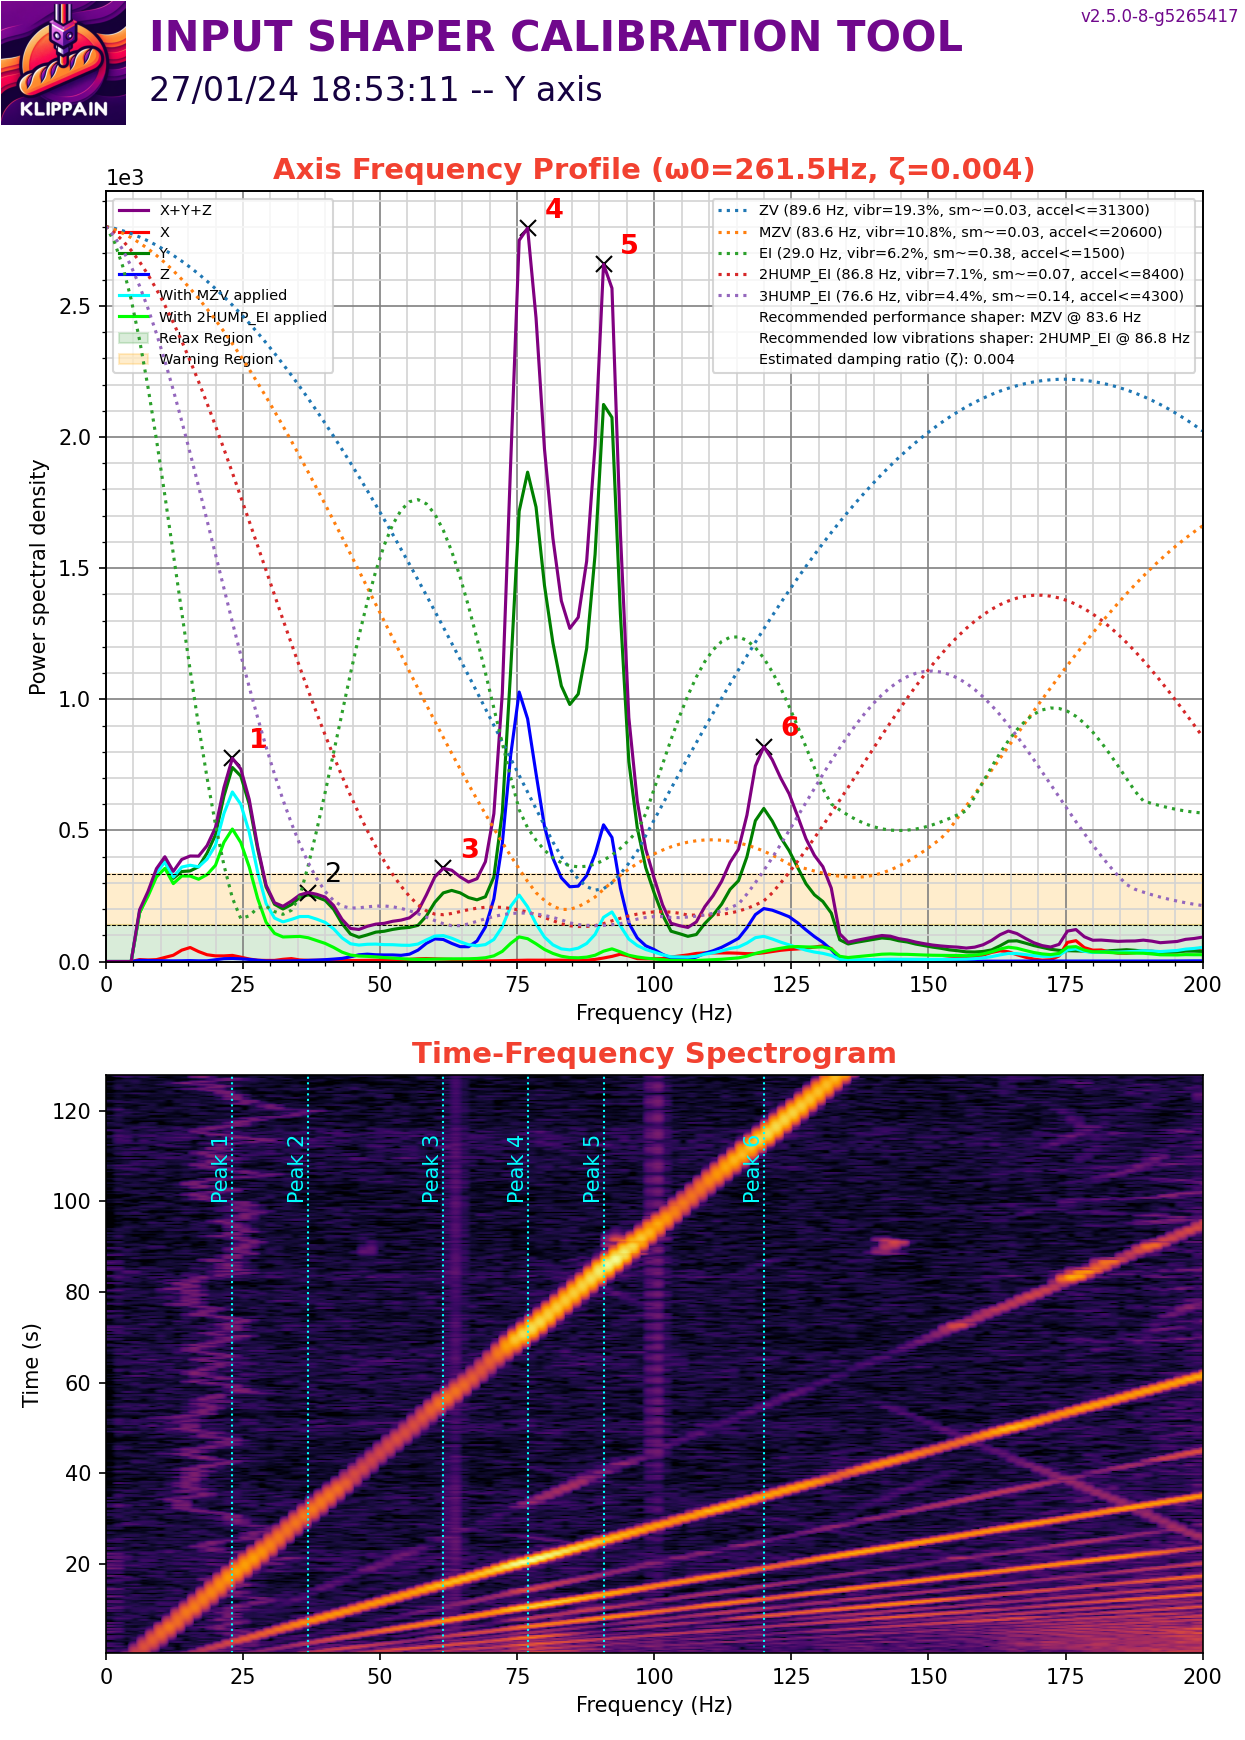 v2.5.0-8-g5265417
INPUT SHAPER CALIBRATION TOOL
27/01/24 18:53:11 -- Y axis
KLIPPAIN
Axis Frequency Profile (ω0=261.5Hz, ζ=0.004)
1e3
X+Y+Z
X
Y
Z
With MZV applied
With 2HUMP_EI applied
Relax Region
Warning Region
ZV (89.6 Hz, vibr=19.3%, sm~=0.03, accel<=31300)
MZV (83.6 Hz, vibr=10.8%, sm~=0.03, accel<=20600)
EI (29.0 Hz, vibr=6.2%, sm~=0.38, accel<=1500)
2HUMP_EI (86.8 Hz, vibr=7.1%, sm~=0.07, accel<=8400)
3HUMP_EI (76.6 Hz, vibr=4.4%, sm~=0.14, accel<=4300)
Recommended performance shaper: MZV @ 83.6 Hz
Recommended low vibrations shaper: 2HUMP_EI @ 86.8 Hz
Estimated damping ratio (ζ): 0.004
1
2
3
4
5
6
Power spectral density
2.5
2.0
1.5
1.0
0.5
0.0
0 25 50 75 100 125 150 175 200
Frequency (Hz)
Time-Frequency Spectrogram
Time (s)
120
100
80
60
40
20
Peak 1
Peak 2
Peak 3
Peak 4
Peak 5
Peak 6
0 25 50 75 100 125 150 175 200
Frequency (Hz)